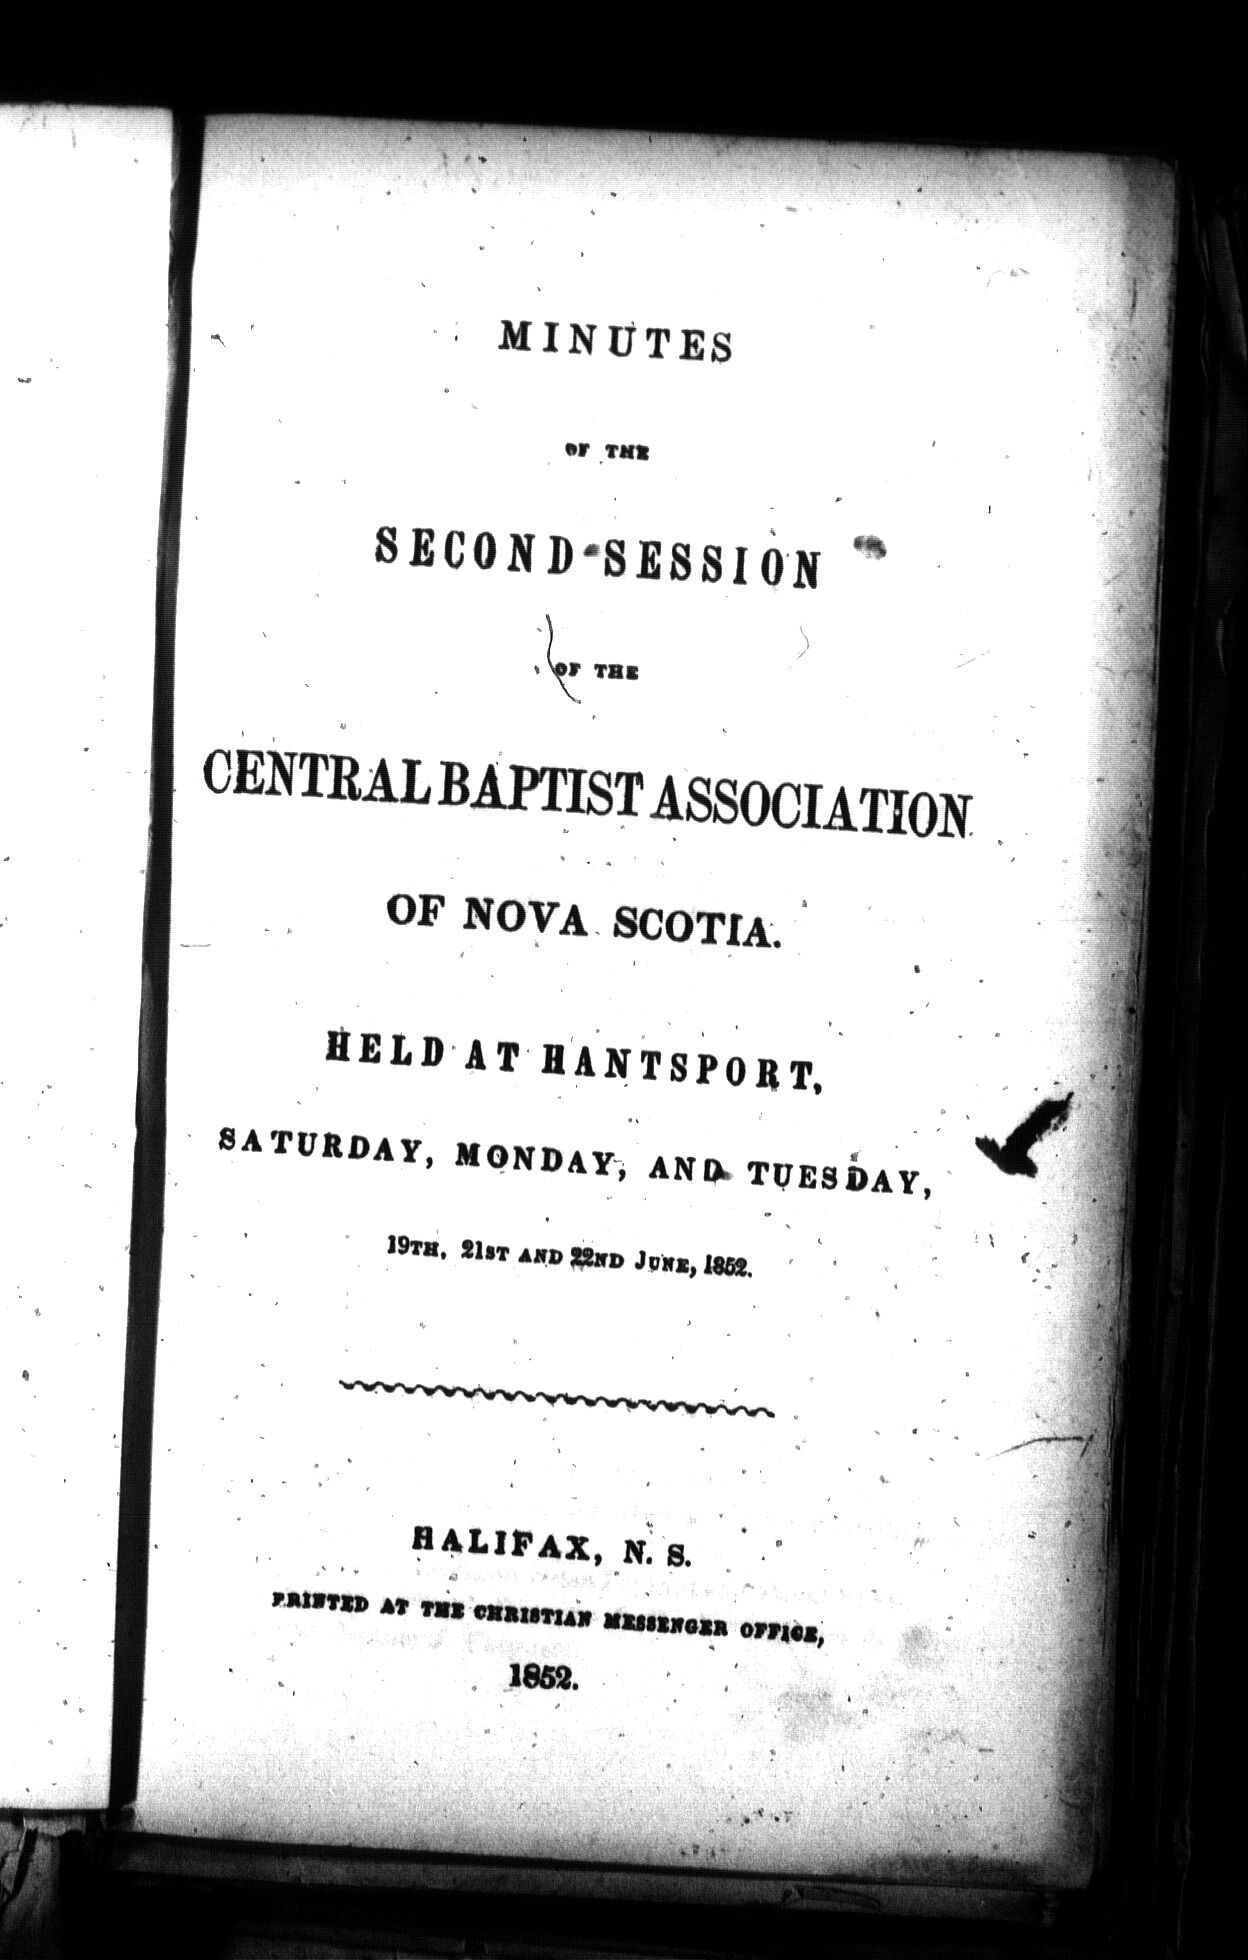 MINUTES
OF THE
SECOND SESSION
OF THE
CENTRAL BAPTIST ASSOCIATION
OF NOVA SCOTIA.
HELD AT HANTSPORT,
SATURDAY, MONDAY, AND TUESDAY,
19TH, 21ST AND 22ND JUNE, 1852.
HALIFAX, N. S.
PRINTED AT THE CHRISTIAN MESSENGER OFFICE,
1852.